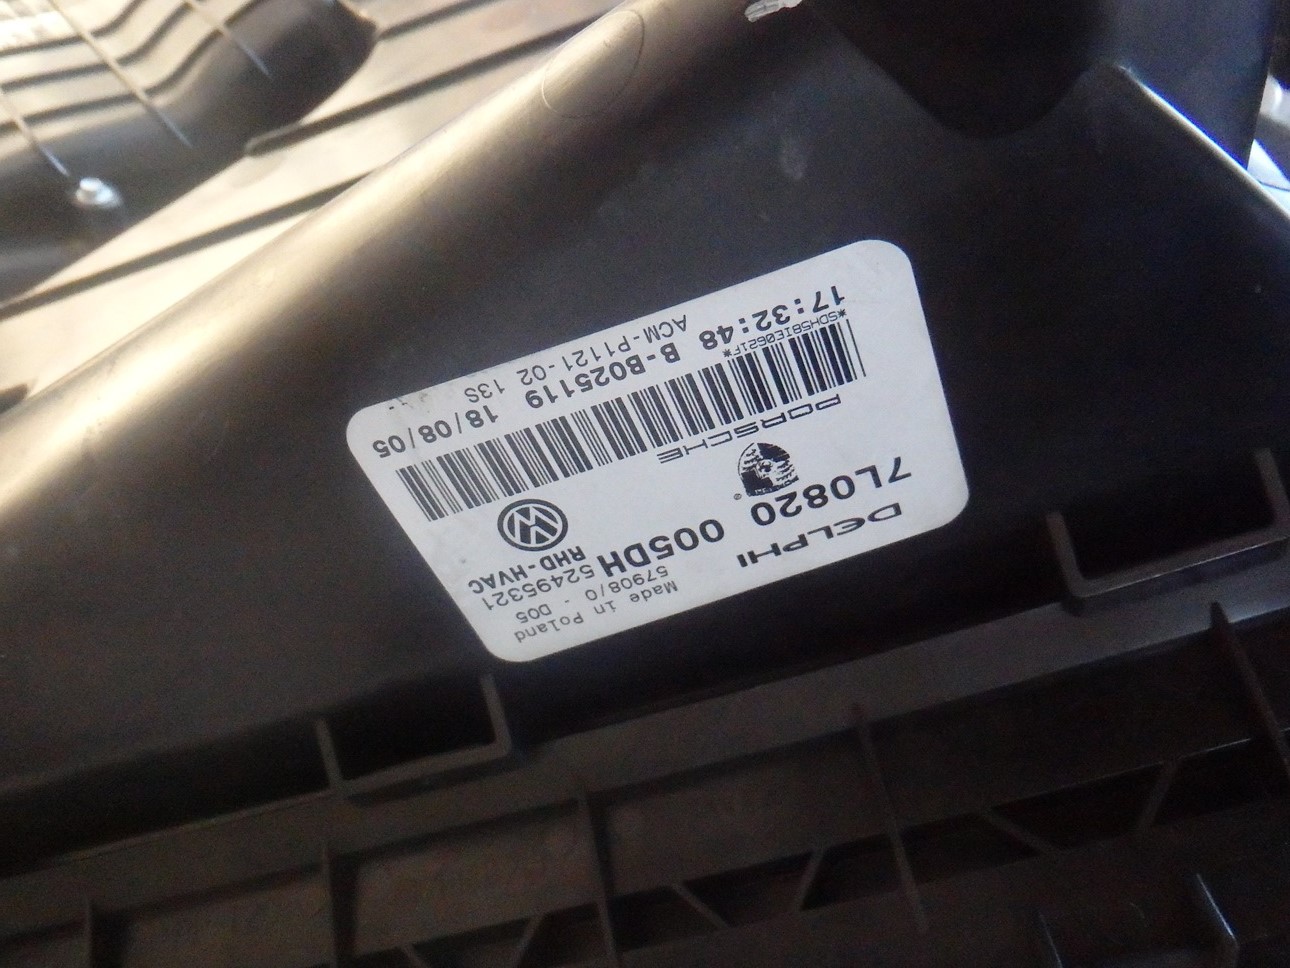 Made in Poland
57908/0 - D05
DELPHI
52495321
7L0820 005DH
RHD-HVAC
PORSCHE
*SDH5BIE0621F*
17:32:48 B-B025119 18/08/05
ACM-P1121-02 13S